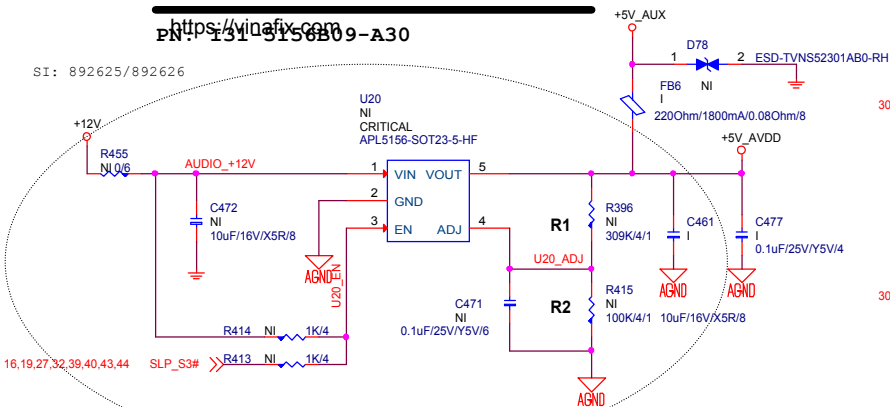 https://vinafix.com
PN: I31-5156B09-A30
SI: 892625/892626
+5V_AUX
D78
1
2
ESD-TVNS52301AB0-RH
NI
FB6
I
220Ohm/1800mA/0.08Ohm/8
30
U20
NI
CRITICAL
APL5156-SOT23-5-HF
+12V
R455
NI 0/6
AUDIO_+12V
1
VIN
VOUT
5
2
GND
3
EN
ADJ
4
+5V_AVDD
C472
NI
10uF/16V/X5R/8
AGND
U20_EN
R1
R396
NI
309K/4/1
C461
I
C477
I
0.1uF/25V/Y5V/4
AGND
AGND
U20_ADJ
C471
NI
0.1uF/25V/Y5V/6
R2
R415
NI
100K/4/1
10uF/16V/X5R/8
30
R414
NI
1K/4
16,19,27,32,39,40,43,44
SLP_S3#
R413
NI
1K/4
AGND